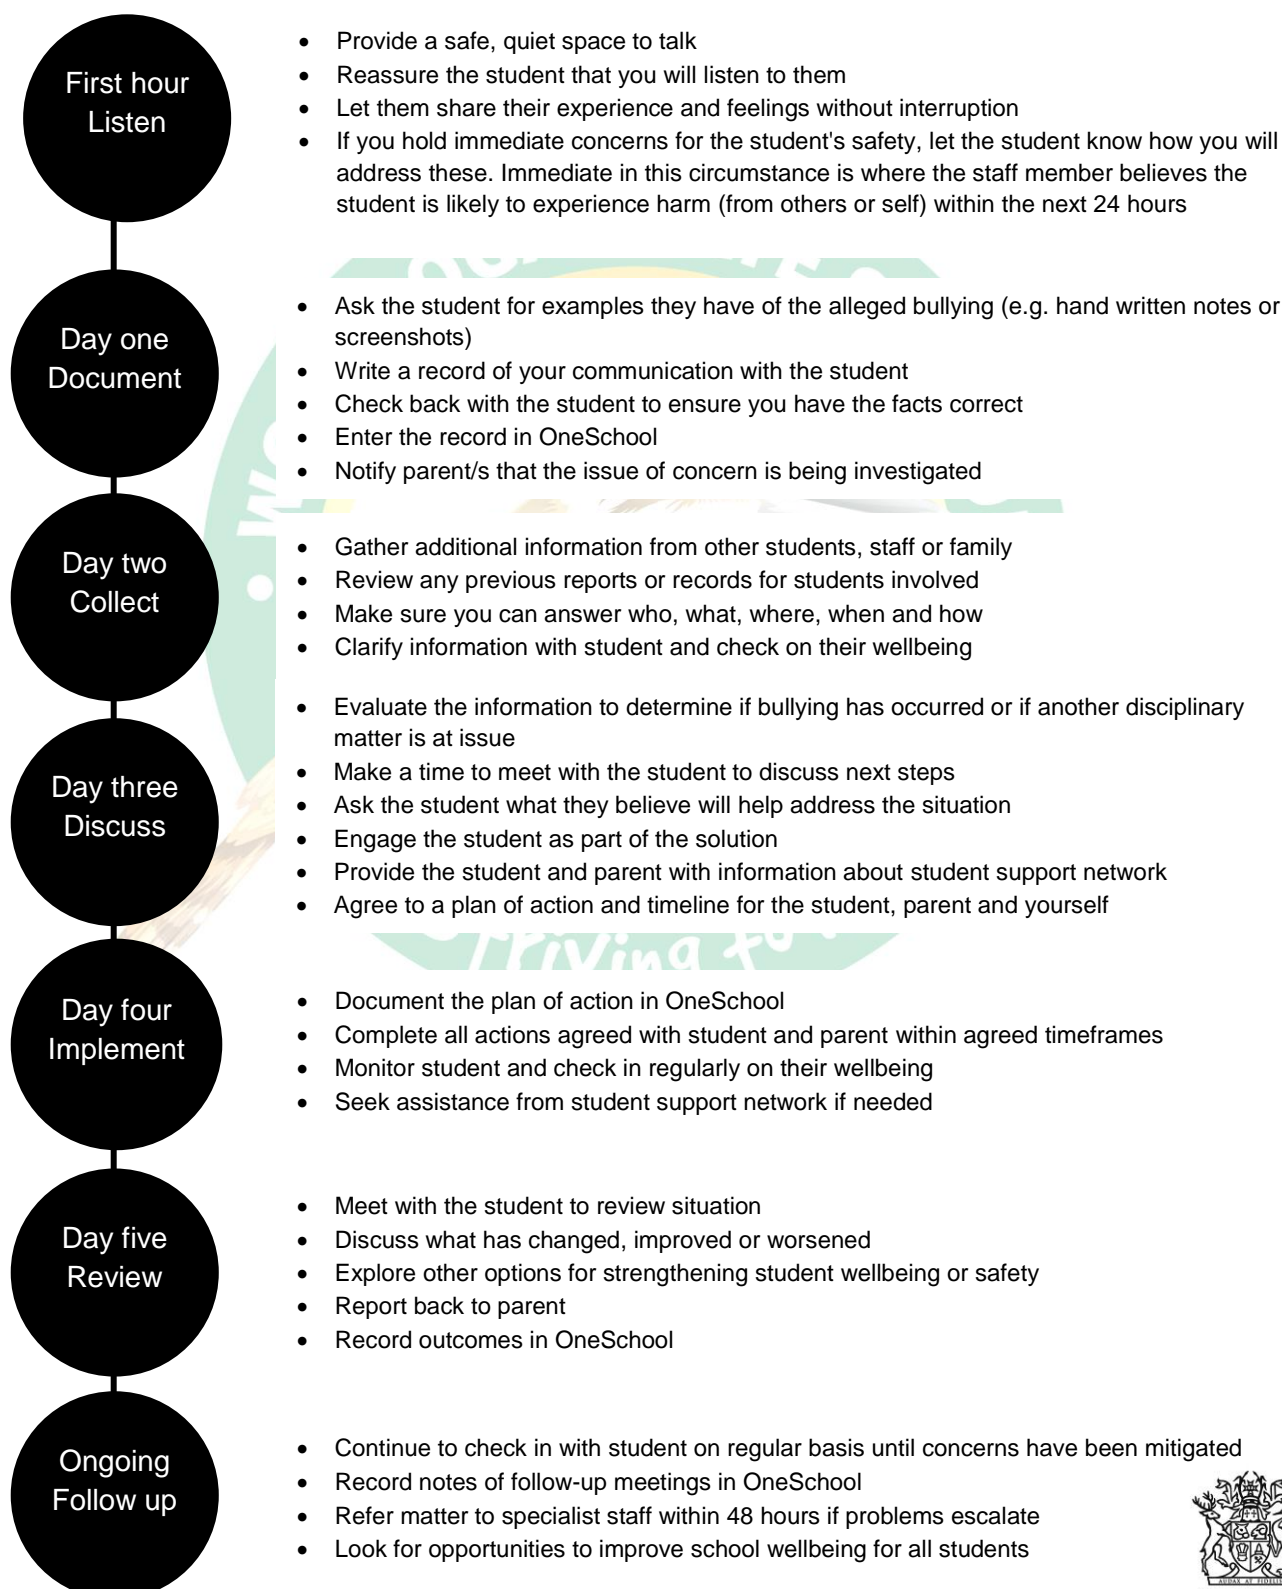 First hour
Listen
• Provide a safe, quiet space to talk
• Reassure the student that you will listen to them
• Let them share their experience and feelings without interruption
• If you hold immediate concerns for the student's safety, let the student know how you will
address these. Immediate in this circumstance is where the staff member believes the
student is likely to experience harm (from others or self) within the next 24 hours
Day one
Document
• Ask the student for examples they have of the alleged bullying (e.g. hand written notes or
screenshots)
• Write a record of your communication with the student
• Check back with the student to ensure you have the facts correct
• Enter the record in OneSchool
• Notify parent/s that the issue of concern is being investigated
Day two
Collect
• Gather additional information from other students, staff or family
• Review any previous reports or records for students involved
• Make sure you can answer who, what, where, when and how
• Clarify information with student and check on their wellbeing
Day three
Discuss
• Evaluate the information to determine if bullying has occurred or if another disciplinary
matter is at issue
• Make a time to meet with the student to discuss next steps
• Ask the student what they believe will help address the situation
• Engage the student as part of the solution
• Provide the student and parent with information about student support network
• Agree to a plan of action and timeline for the student, parent and yourself
Day four
Implement
• Document the plan of action in OneSchool
• Complete all actions agreed with student and parent within agreed timeframes
• Monitor student and check in regularly on their wellbeing
• Seek assistance from student support network if needed
Day five
Review
• Meet with the student to review situation
• Discuss what has changed, improved or worsened
• Explore other options for strengthening student wellbeing or safety
• Report back to parent
• Record outcomes in OneSchool
Ongoing
Follow up
• Continue to check in with student on regular basis until concerns have been mitigated
• Record notes of follow-up meetings in OneSchool
• Refer matter to specialist staff within 48 hours if problems escalate
• Look for opportunities to improve school wellbeing for all students